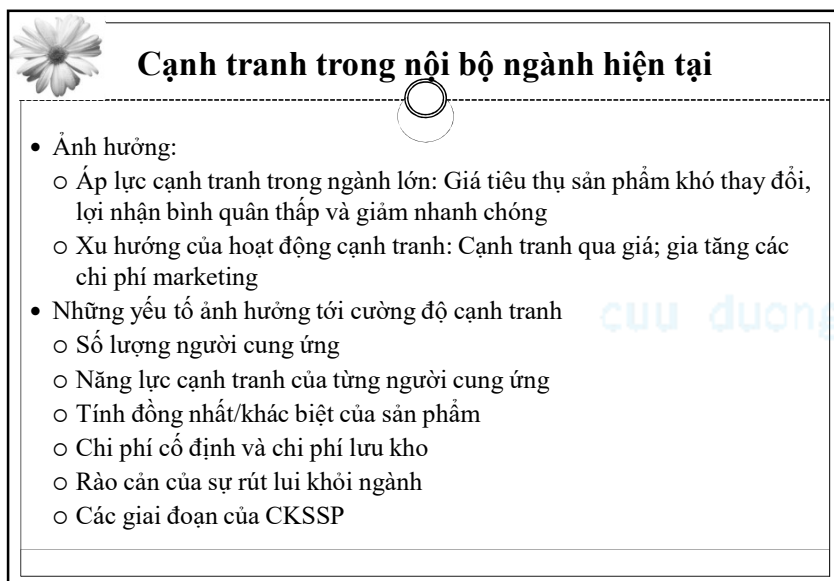 Cạnh tranh trong nội bộ ngành hiện tại
• Ảnh hưởng:
o Áp lực cạnh tranh trong ngành lớn: Giá tiêu thụ sản phẩm khó thay đổi,
lợi nhận bình quân thấp và giảm nhanh chóng
o Xu hướng của hoạt động cạnh tranh: Cạnh tranh qua giá; gia tăng các
chi phí marketing
• Những yếu tố ảnh hưởng tới cường độ cạnh tranh
o Số lượng người cung ứng
o Năng lực cạnh tranh của từng người cung ứng
o Tính đồng nhất/khác biệt của sản phẩm
o Chi phí cố định và chi phí lưu kho
o Rào cản của sự rút lui khỏi ngành
o Các giai đoạn của CKSSP
cuu duong